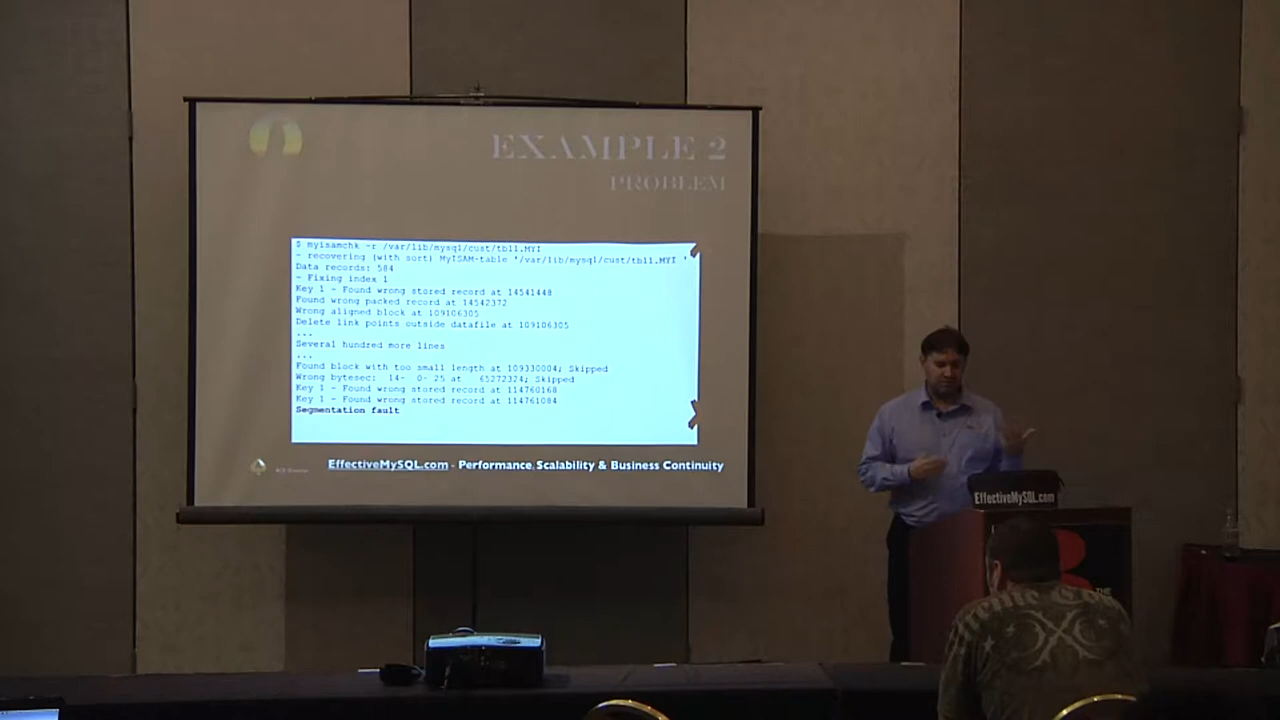 EXAMPLE 2
PROBLEM
$ myisamchk -r /var/lib/mysql/cust/tbl1.MYI
- recovering (with sort) MyISAM-table '/var/lib/mysql/cust/tbl1.MYI '
Data records: 584
- Fixing index 1
Key 1 - Found wrong stored record at 14541448
Found wrong packed record at 14542372
Wrong aligned block at 109106305
Delete link points outside datafile at 109106305
...
Several hundred more lines
...
Found block with too small length at 109330004; Skipped
Wrong bytesec: 14- 0- 25 at 65272324; Skipped
Key 1 - Found wrong stored record at 114760168
Key 1 - Found wrong stored record at 114761084
Segmentation fault
EffectiveMySQL.com - Performance, Scalability & Business Continuity
EffectiveMySQL.com
THE